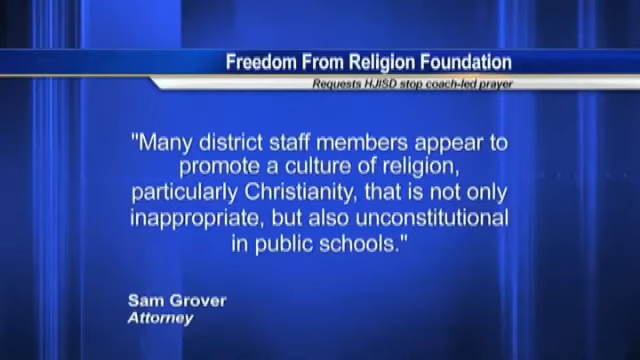 Freedom From Religion Foundation
Requests HJISD stop coach-led prayer
"Many district staff members appear to
promote a culture of religion,
particularly Christianity, that is not only
inappropriate, but also unconstitutional
in public schools."
Sam Grover
Attorney